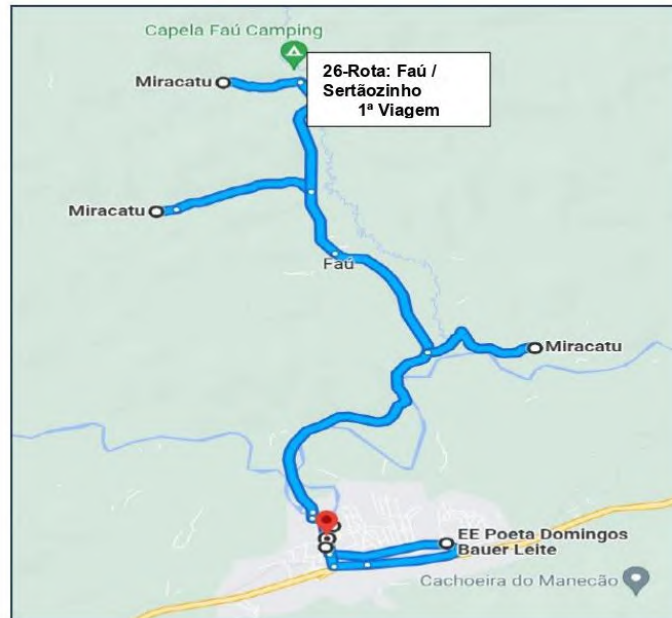 Capela Faú Camping
26-Rota: Faú /
Sertãozinho
1ª Viagem
Miracatu
Miracatu
Faú
Miracatu
EE Poeta Domingos
Bauer Leite
Cachoeira do Manecão